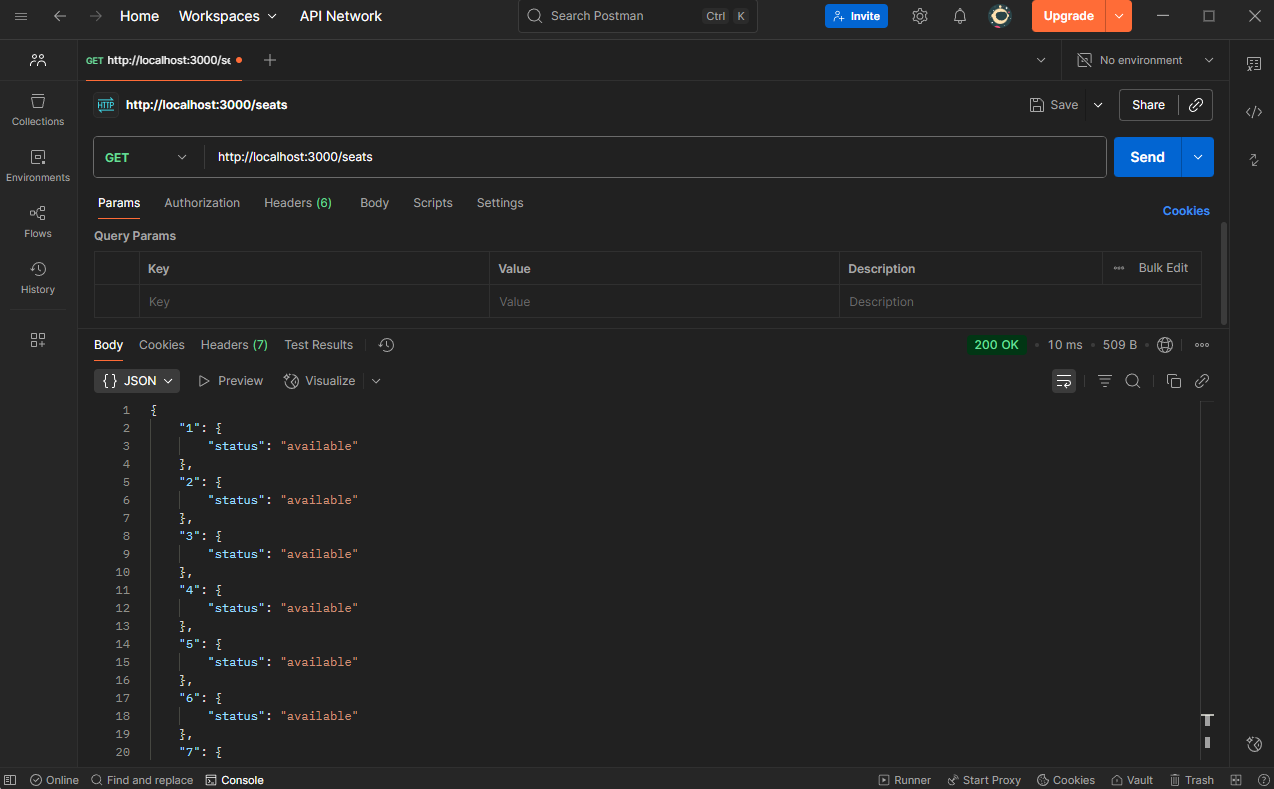 Home Workspaces API Network Search Postman Ctrl K Invite Upgrade
GET http://localhost:3000/se No environment
HTTP http://localhost:3000/seats Save Share
Collections
GET http://localhost:3000/seats Send
Environments
Params Authorization Headers (6) Body Scripts Settings Cookies
Flows
Query Params
Key Value Description Bulk Edit
History
Key Value Description
Body Cookies Headers (7) Test Results 200 OK 10 ms 509 B
{} JSON Preview Visualize
1 {
2 "1": {
3 "status": "available"
4 },
5 "2": {
6 "status": "available"
7 },
8 "3": {
9 "status": "available"
10 },
11 "4": {
12 "status": "available"
13 },
14 "5": {
15 "status": "available"
16 },
17 "6": {
18 "status": "available"
19 },
20 "7": {
Online Find and replace Console Runner Start Proxy Cookies Vault Trash